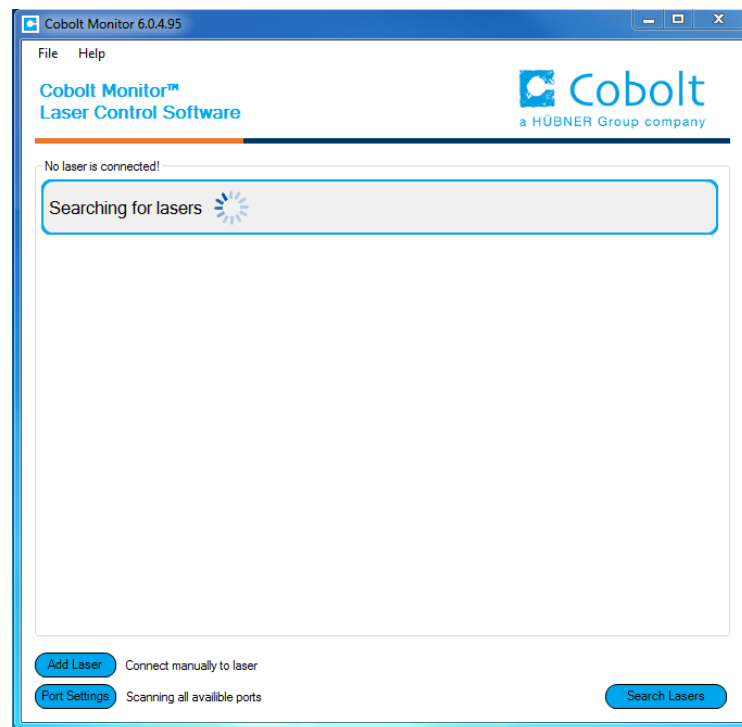 Cobolt Monitor 6.0.4.95
File Help
Cobolt Monitor™
Laser Control Software
Cobolt
a HÜBNER Group company
No laser is connected!
Searching for lasers
Add Laser Connect manually to laser
Port Settings Scanning all availible ports
Search Lasers